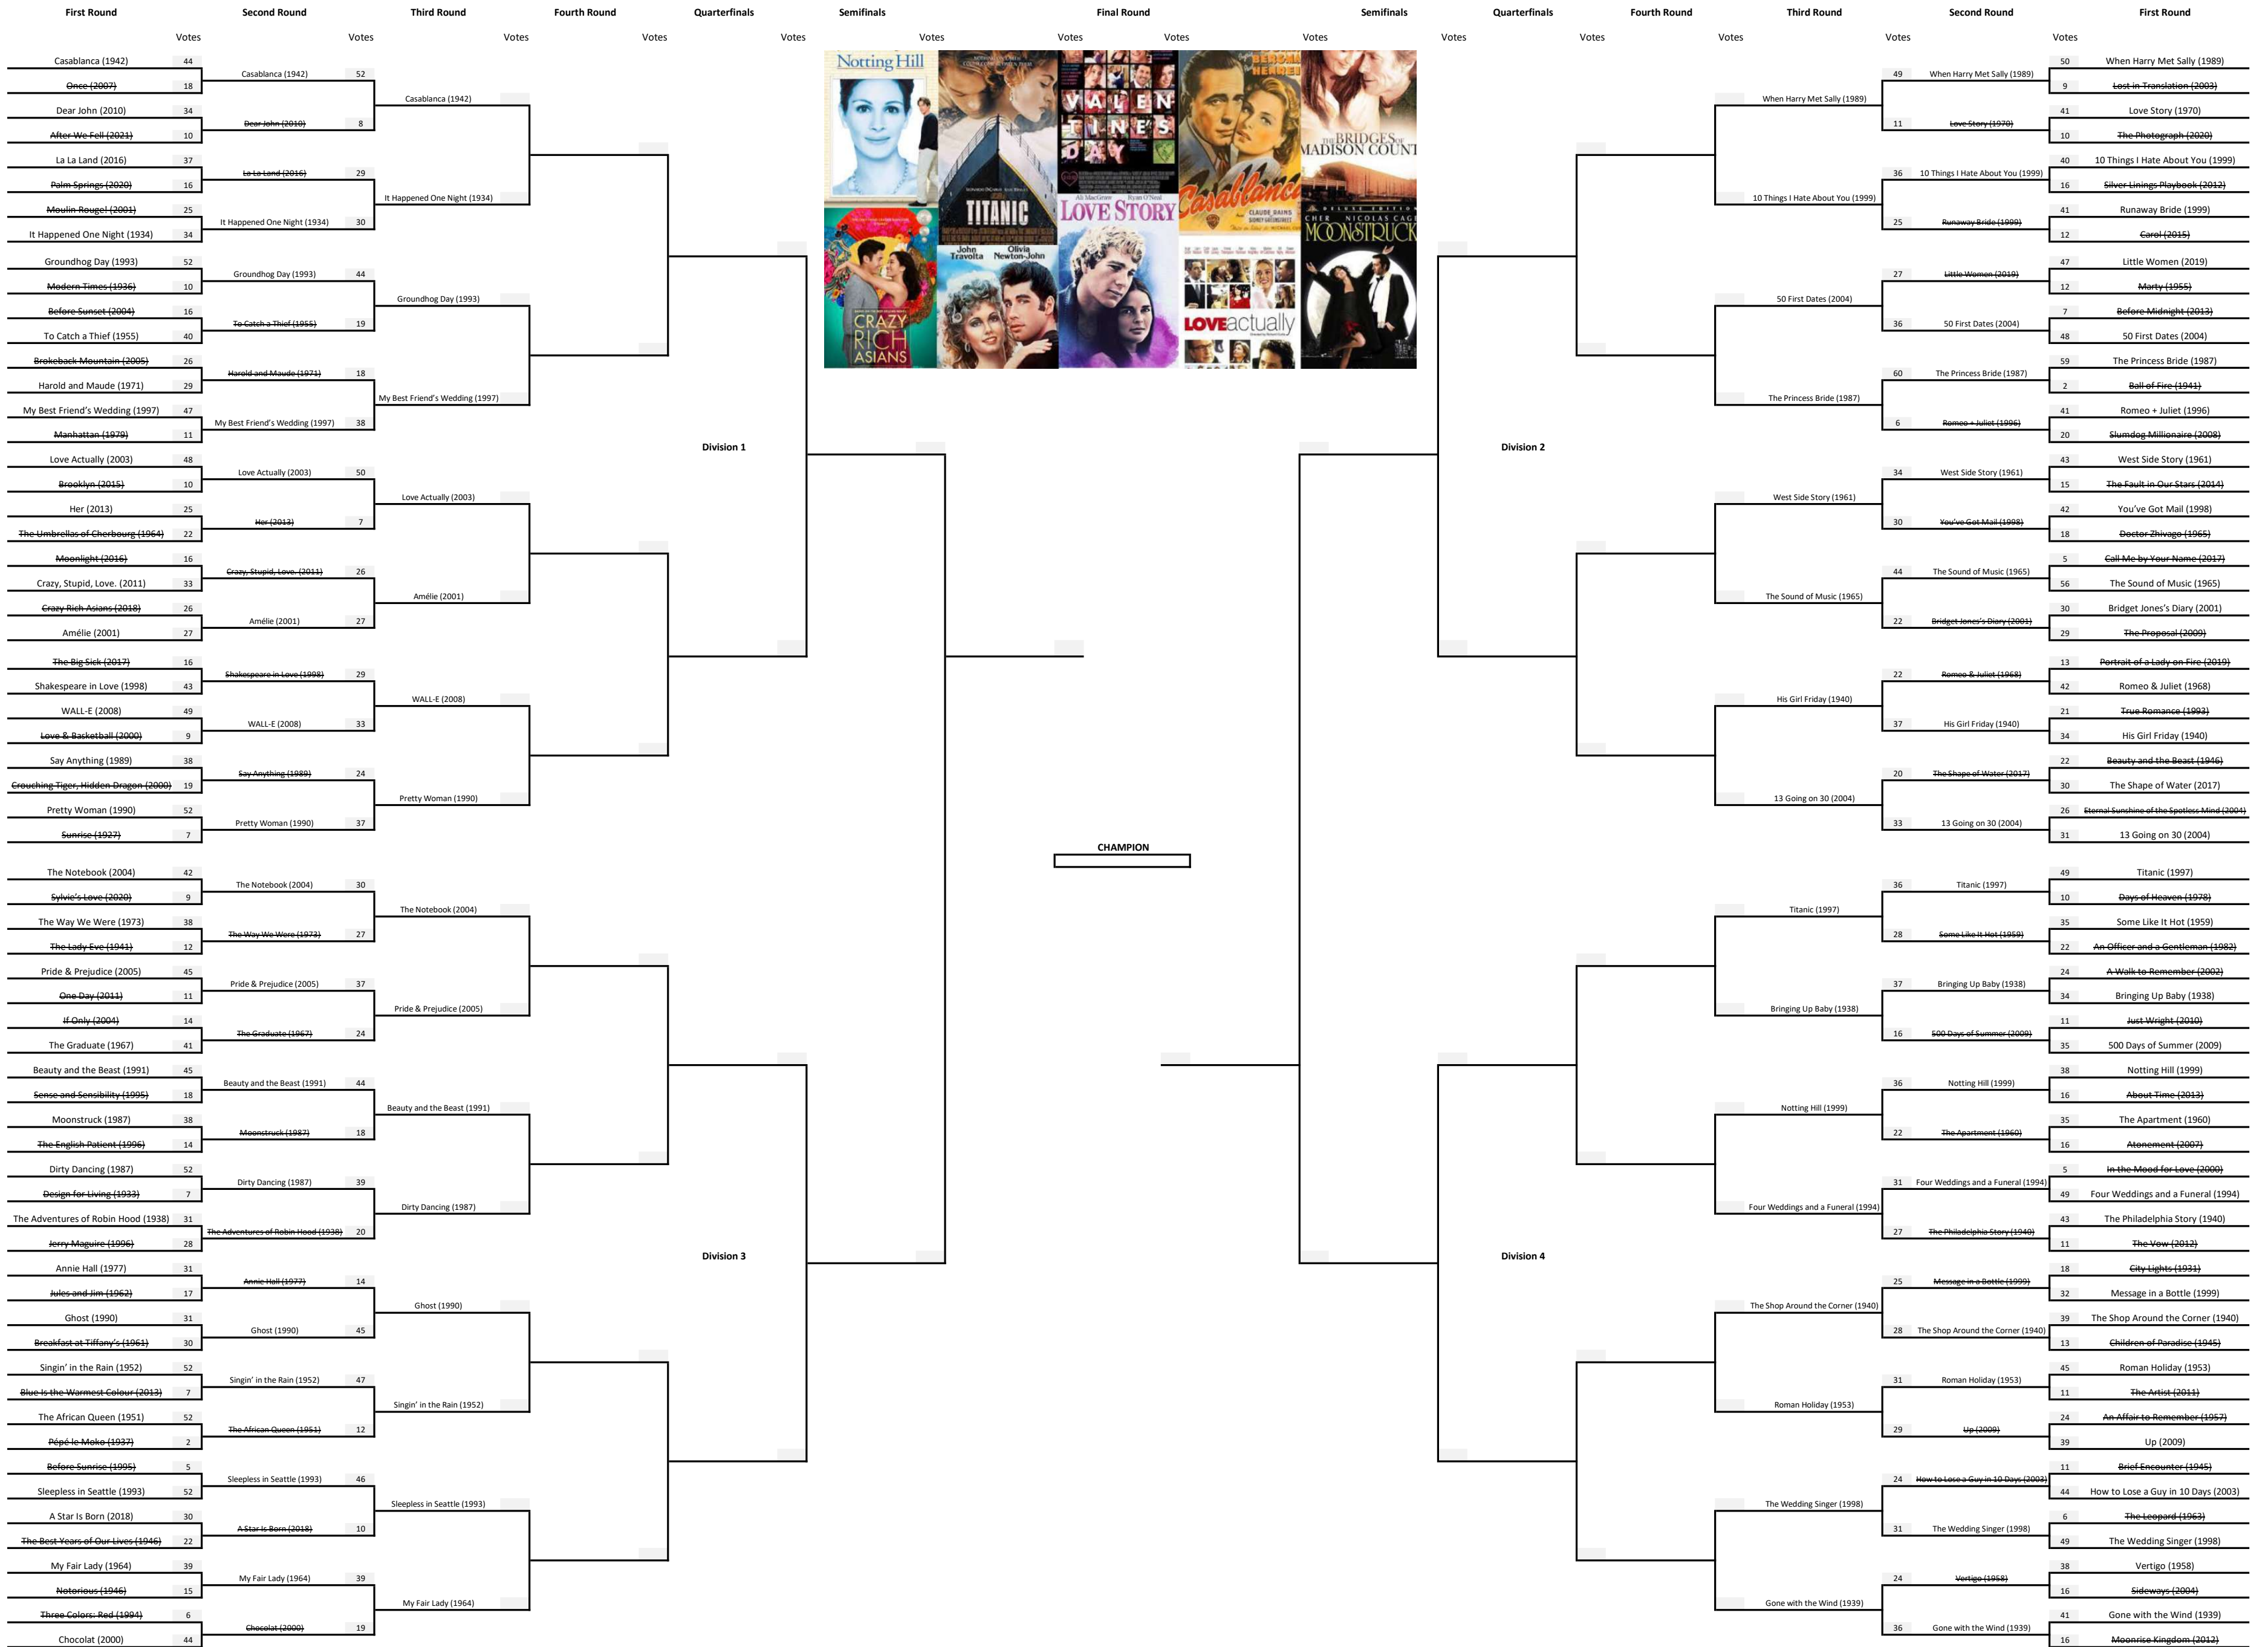 First Round Second Round Third Round Fourth Round Quarterfinals Semifinals Final Round Semifinals Quarterfinals Fourth Round Third Round Second Round First Round
Votes Votes Votes Votes Votes Votes Votes Votes Votes Votes Votes Votes Votes Votes
Casablanca (1942) 44
Once (2007) 18
Dear John (2010) 34
After We Fell (2021) 10
La La Land (2016) 37
Palm Springs (2020) 16
Moulin Rouge! (2001) 25
It Happened One Night (1934) 34
Groundhog Day (1993) 52
Modern Times (1936) 10
Before Sunset (2004) 16
To Catch a Thief (1955) 40
Brokeback Mountain (2005) 26
Harold and Maude (1971) 29
My Best Friend's Wedding (1997) 47
Manhattan (1979) 11
Love Actually (2003) 48
Brooklyn (2015) 10
Her (2013) 25
The Umbrellas of Cherbourg (1964) 22
Moonlight (2016) 16
Crazy, Stupid, Love. (2011) 33
Crazy Rich Asians (2018) 26
Amélie (2001) 27
The Big Sick (2017) 16
Shakespeare in Love (1998) 43
WALL-E (2008) 49
Love & Basketball (2000) 9
Say Anything (1989) 38
Crouching Tiger, Hidden Dragon (2000) 19
Pretty Woman (1990) 52
Sunrise (1927) 7
The Notebook (2004) 42
Sylvie's Love (2020) 9
The Way We Were (1973) 38
The Lady Eve (1941) 12
Pride & Prejudice (2005) 45
One Day (2011) 11
If Only (2004) 14
The Graduate (1967) 41
Beauty and the Beast (1991) 45
Sense and Sensibility (1995) 18
Moonstruck (1987) 38
The English Patient (1996) 14
Dirty Dancing (1987) 52
Design for Living (1933) 7
The Adventures of Robin Hood (1938) 31
Jerry Maguire (1996) 28
Annie Hall (1977) 31
Jules and Jim (1962) 17
Ghost (1990) 31
Breakfast at Tiffany's (1961) 30
Singin' in the Rain (1952) 52
Blue Is the Warmest Colour (2013) 7
The African Queen (1951) 52
Pépé le Moko (1937) 2
Before Sunrise (1995) 5
Sleepless in Seattle (1993) 52
A Star Is Born (2018) 30
The Best Years of Our Lives (1946) 22
My Fair Lady (1964) 39
Notorious (1946) 15
Three Colors: Red (1994) 6
Chocolat (2000) 44
Casablanca (1942) 52
Dear John (2010) 8
La La Land (2016) 29
It Happened One Night (1934) 30
Groundhog Day (1993) 44
To Catch a Thief (1955) 19
Harold and Maude (1971) 18
My Best Friend's Wedding (1997) 38
Love Actually (2003) 50
Her (2013) 7
Crazy, Stupid, Love. (2011) 26
Amélie (2001) 27
Shakespeare in Love (1998) 29
WALL-E (2008) 33
Say Anything (1989) 24
Pretty Woman (1990) 37
The Notebook (2004) 30
The Way We Were (1973) 27
Pride & Prejudice (2005) 37
The Graduate (1967) 24
Beauty and the Beast (1991) 44
Moonstruck (1987) 18
Dirty Dancing (1987) 39
The Adventures of Robin Hood (1938) 20
Annie Hall (1977) 14
Ghost (1990) 45
Singin' in the Rain (1952) 47
The African Queen (1951) 12
Sleepless in Seattle (1993) 46
A Star Is Born (2018) 10
My Fair Lady (1964) 39
Chocolat (2000) 19
Casablanca (1942)
It Happened One Night (1934)
Groundhog Day (1993)
My Best Friend's Wedding (1997)
Love Actually (2003)
Amélie (2001)
WALL-E (2008)
Pretty Woman (1990)
The Notebook (2004)
Pride & Prejudice (2005)
Beauty and the Beast (1991)
Dirty Dancing (1987)
Ghost (1990)
Singin' in the Rain (1952)
Sleepless in Seattle (1993)
My Fair Lady (1964)
Division 1
Division 3
Notting Hill
TITANIC
VALEN
TINES
DAY
Casablanca
CLAUDE RAINS
THE BRIDGES OF
MADISON COUNT
CRAZY
RICH
ASIANS
John Travolta Olivia Newton-John
Ali MacGraw Ryan O'Neal
LOVE STORY
LOVE actually
DELUXE EDITION
CHER NICOLAS CAGE
MOONSTRUCK
CHAMPION
Division 2
Division 4
When Harry Met Sally (1989)
10 Things I Hate About You (1999)
50 First Dates (2004)
The Princess Bride (1987)
West Side Story (1961)
The Sound of Music (1965)
His Girl Friday (1940)
13 Going on 30 (2004)
Titanic (1997)
Bringing Up Baby (1938)
Notting Hill (1999)
Four Weddings and a Funeral (1994)
The Shop Around the Corner (1940)
Roman Holiday (1953)
The Wedding Singer (1998)
Gone with the Wind (1939)
49 When Harry Met Sally (1989)
11 Love Story (1970)
36 10 Things I Hate About You (1999)
25 Runaway Bride (1999)
27 Little Women (2019)
36 50 First Dates (2004)
60 The Princess Bride (1987)
6 Romeo + Juliet (1996)
34 West Side Story (1961)
30 You've Got Mail (1998)
44 The Sound of Music (1965)
22 Bridget Jones's Diary (2001)
22 Romeo & Juliet (1968)
37 His Girl Friday (1940)
20 The Shape of Water (2017)
33 13 Going on 30 (2004)
36 Titanic (1997)
28 Some Like It Hot (1959)
37 Bringing Up Baby (1938)
16 500 Days of Summer (2009)
36 Notting Hill (1999)
22 The Apartment (1960)
31 Four Weddings and a Funeral (1994)
27 The Philadelphia Story (1940)
25 Message in a Bottle (1999)
28 The Shop Around the Corner (1940)
31 Roman Holiday (1953)
29 Up (2009)
24 How to Lose a Guy in 10 Days (2003)
31 The Wedding Singer (1998)
24 Vertigo (1958)
36 Gone with the Wind (1939)
50 When Harry Met Sally (1989)
9 Lost in Translation (2003)
41 Love Story (1970)
10 The Photograph (2020)
40 10 Things I Hate About You (1999)
16 Silver Linings Playbook (2012)
41 Runaway Bride (1999)
12 Carol (2015)
47 Little Women (2019)
12 Marty (1955)
7 Before Midnight (2013)
48 50 First Dates (2004)
59 The Princess Bride (1987)
2 Ball of Fire (1941)
41 Romeo + Juliet (1996)
20 Slumdog Millionaire (2008)
43 West Side Story (1961)
15 The Fault in Our Stars (2014)
42 You've Got Mail (1998)
18 Doctor Zhivago (1965)
5 Call Me by Your Name (2017)
56 The Sound of Music (1965)
30 Bridget Jones's Diary (2001)
29 The Proposal (2009)
13 Portrait of a Lady on Fire (2019)
42 Romeo & Juliet (1968)
21 True Romance (1993)
34 His Girl Friday (1940)
22 Beauty and the Beast (1946)
30 The Shape of Water (2017)
26 Eternal Sunshine of the Spotless Mind (2004)
31 13 Going on 30 (2004)
49 Titanic (1997)
10 Days of Heaven (1978)
35 Some Like It Hot (1959)
22 An Officer and a Gentleman (1982)
24 A Walk to Remember (2002)
34 Bringing Up Baby (1938)
11 Just Wright (2010)
35 500 Days of Summer (2009)
38 Notting Hill (1999)
16 About Time (2013)
35 The Apartment (1960)
16 Atonement (2007)
5 In the Mood for Love (2000)
49 Four Weddings and a Funeral (1994)
43 The Philadelphia Story (1940)
11 The Vow (2012)
18 City Lights (1931)
32 Message in a Bottle (1999)
39 The Shop Around the Corner (1940)
13 Children of Paradise (1945)
45 Roman Holiday (1953)
11 The Artist (2011)
24 An Affair to Remember (1957)
39 Up (2009)
11 Brief Encounter (1945)
44 How to Lose a Guy in 10 Days (2003)
6 The Leopard (1963)
49 The Wedding Singer (1998)
38 Vertigo (1958)
16 Sideways (2004)
41 Gone with the Wind (1939)
16 Moonrise Kingdom (2012)